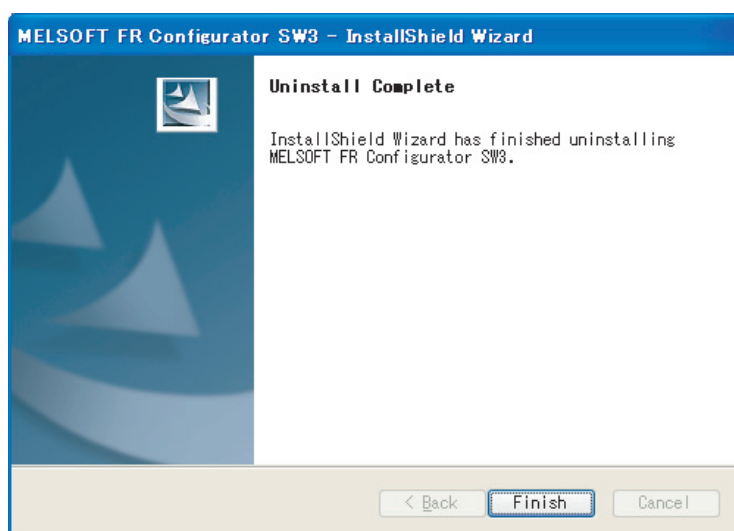 MELSOFT FR Configurator SW3 - InstallShield Wizard
Uninstall Complete
InstallShield Wizard has finished uninstalling
MELSOFT FR Configurator SW3.
< Back Finish Cancel